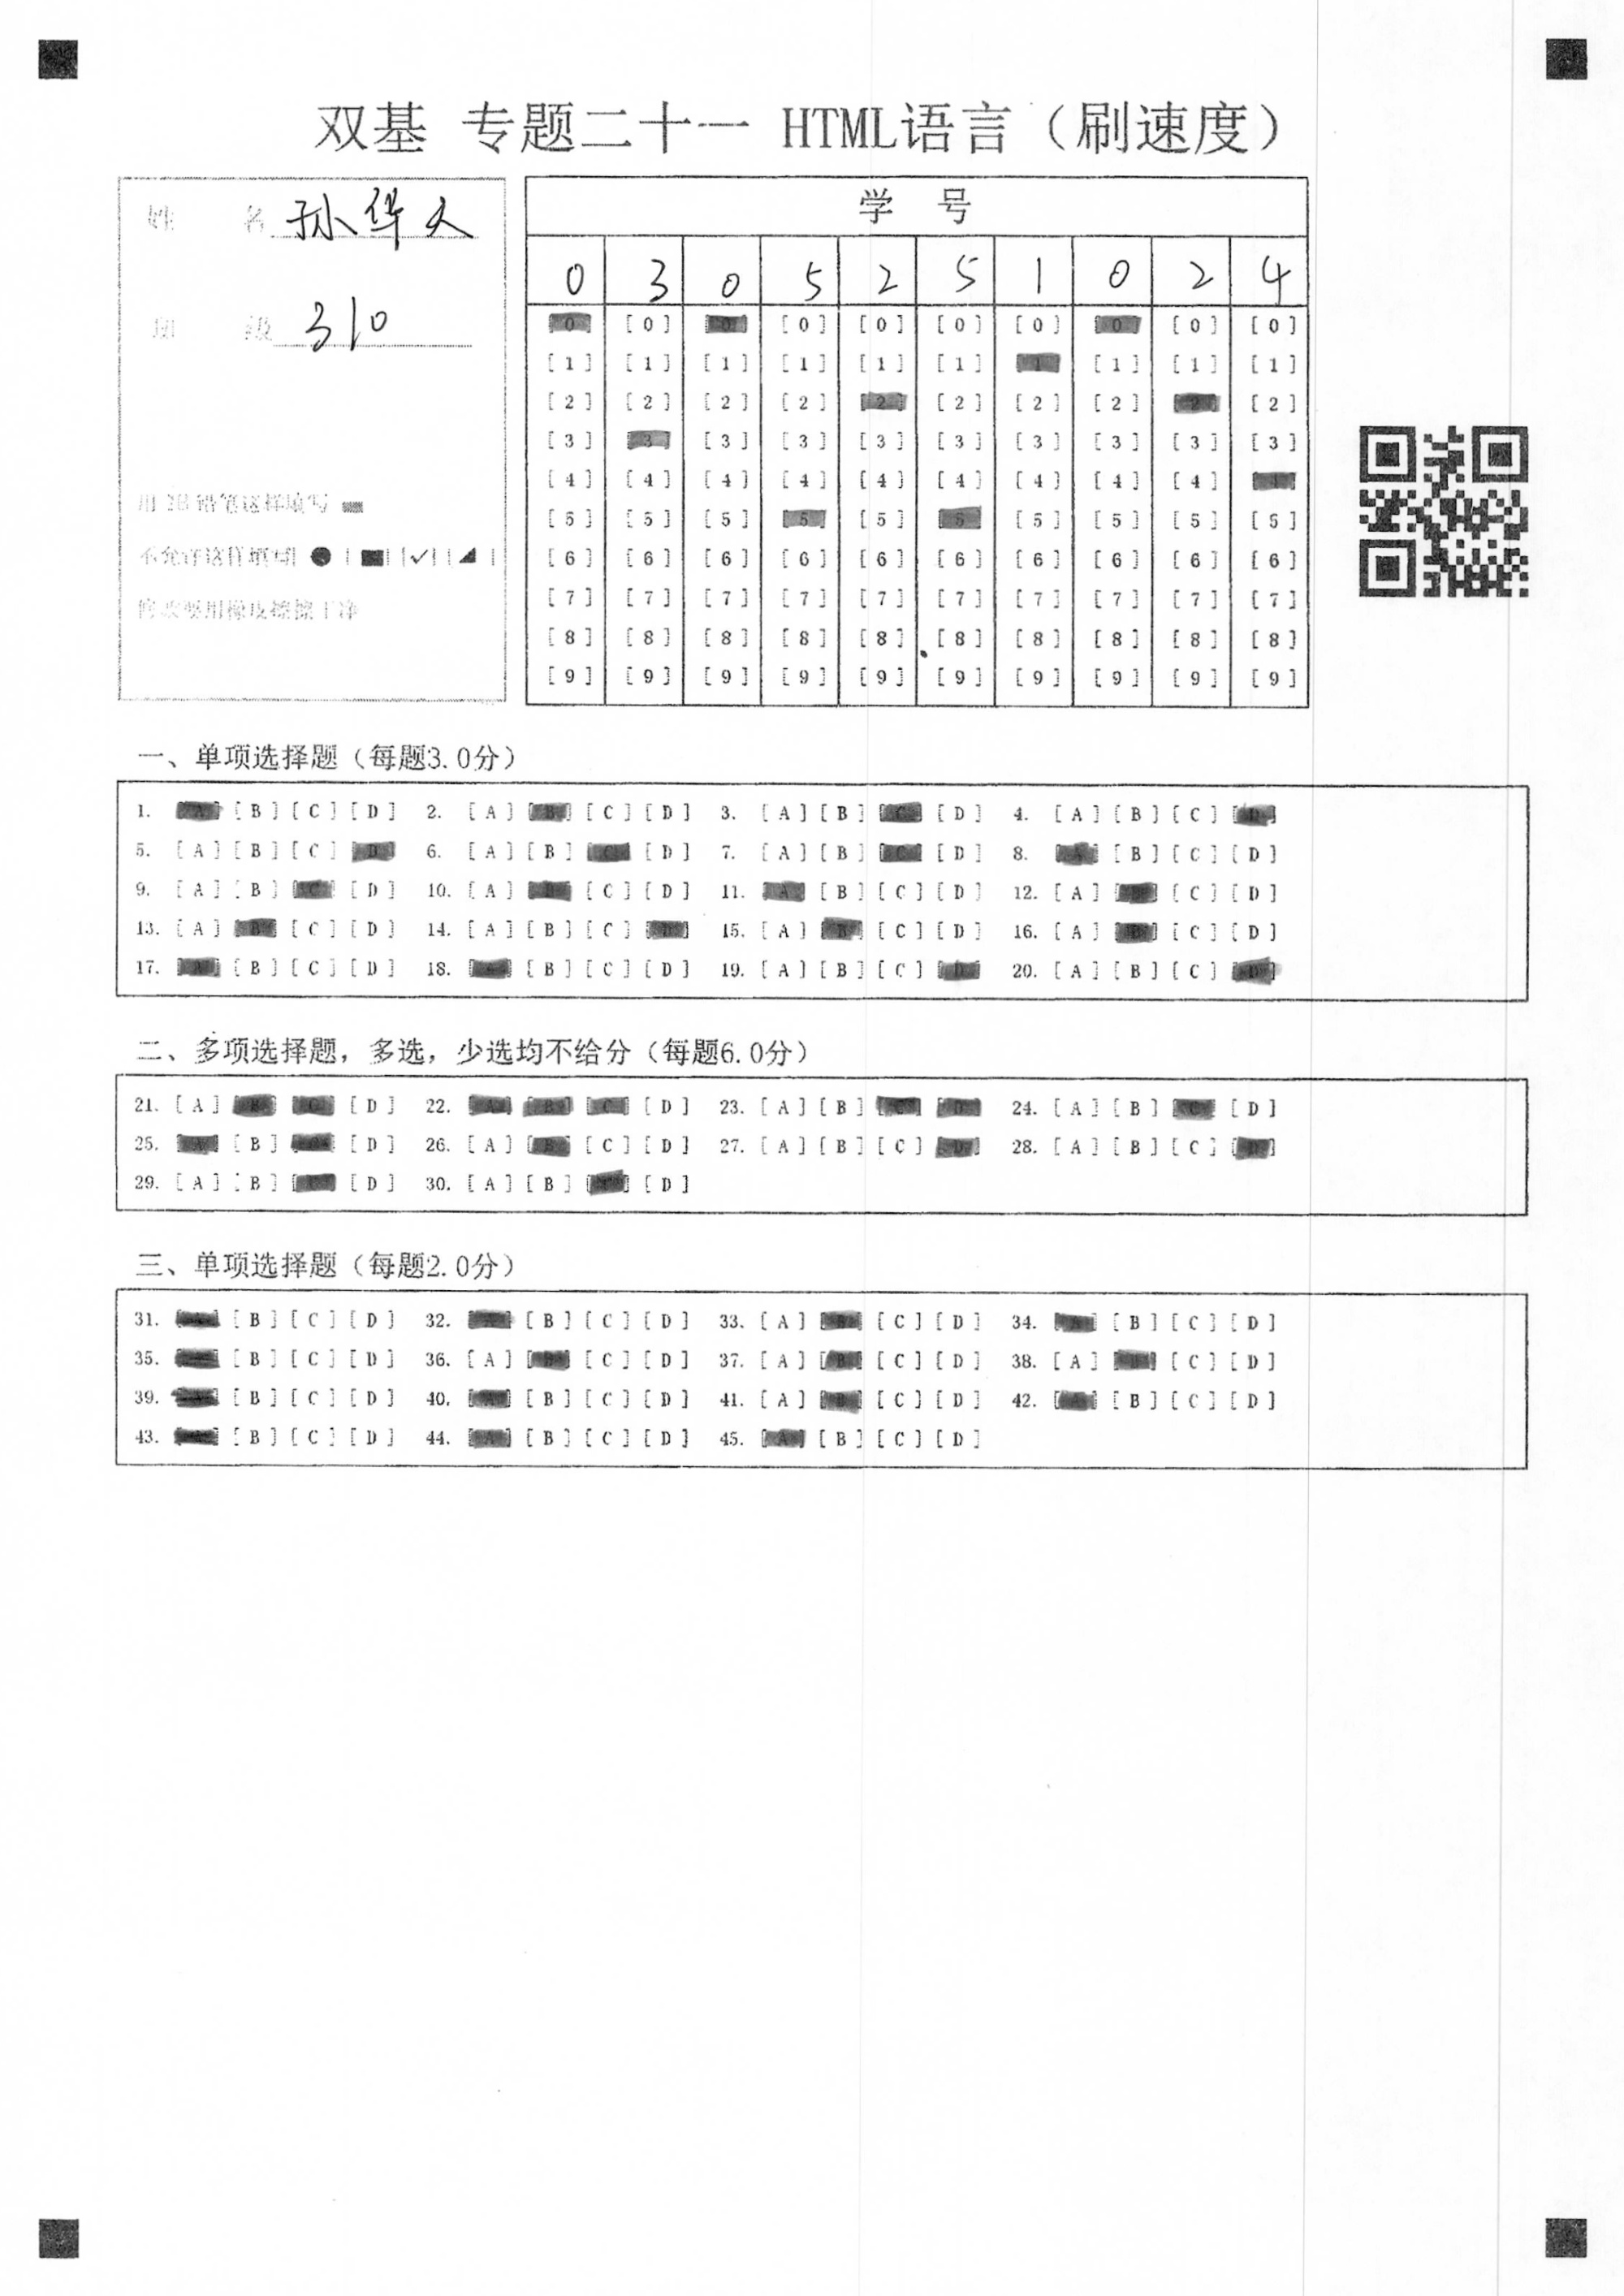 双基 专题二十一 HTML语言（刷速度）
姓 名 孙华
班 级 310
用 2B 铅笔这样填写
不允许这样填写
修改要用橡皮擦擦干净
学 号
0 3 0 5 2 5 1 0 2 4
[0] [0] [0] [0] [0] [0] [0] [0] [0] [0]
[1] [1] [1] [1] [1] [1] [1] [1] [1] [1]
[2] [2] [2] [2] [2] [2] [2] [2] [2] [2]
[3] [3] [3] [3] [3] [3] [3] [3] [3] [3]
[4] [4] [4] [4] [4] [4] [4] [4] [4] [4]
[5] [5] [5] [5] [5] [5] [5] [5] [5] [5]
[6] [6] [6] [6] [6] [6] [6] [6] [6] [6]
[7] [7] [7] [7] [7] [7] [7] [7] [7] [7]
[8] [8] [8] [8] [8] [8] [8] [8] [8] [8]
[9] [9] [9] [9] [9] [9] [9] [9] [9] [9]
一、单项选择题（每题3.0分）
1. [A] [B] [C] [D] 2. [A] [B] [C] [D] 3. [A] [B] [C] [D] 4. [A] [B] [C] [D]
5. [A] [B] [C] [D] 6. [A] [B] [C] [D] 7. [A] [B] [C] [D] 8. [A] [B] [C] [D]
9. [A] [B] [C] [D] 10. [A] [B] [C] [D] 11. [A] [B] [C] [D] 12. [A] [B] [C] [D]
13. [A] [B] [C] [D] 14. [A] [B] [C] [D] 15. [A] [B] [C] [D] 16. [A] [B] [C] [D]
17. [A] [B] [C] [D] 18. [A] [B] [C] [D] 19. [A] [B] [C] [D] 20. [A] [B] [C] [D]
二、多项选择题，多选，少选均不给分（每题6.0分）
21. [A] [B] [C] [D] 22. [A] [B] [C] [D] 23. [A] [B] [C] [D] 24. [A] [B] [C] [D]
25. [A] [B] [C] [D] 26. [A] [B] [C] [D] 27. [A] [B] [C] [D] 28. [A] [B] [C] [D]
29. [A] [B] [C] [D] 30. [A] [B] [C] [D]
三、单项选择题（每题2.0分）
31. [A] [B] [C] [D] 32. [A] [B] [C] [D] 33. [A] [B] [C] [D] 34. [A] [B] [C] [D]
35. [A] [B] [C] [D] 36. [A] [B] [C] [D] 37. [A] [B] [C] [D] 38. [A] [B] [C] [D]
39. [A] [B] [C] [D] 40. [A] [B] [C] [D] 41. [A] [B] [C] [D] 42. [A] [B] [C] [D]
43. [A] [B] [C] [D] 44. [A] [B] [C] [D] 45. [A] [B] [C] [D]